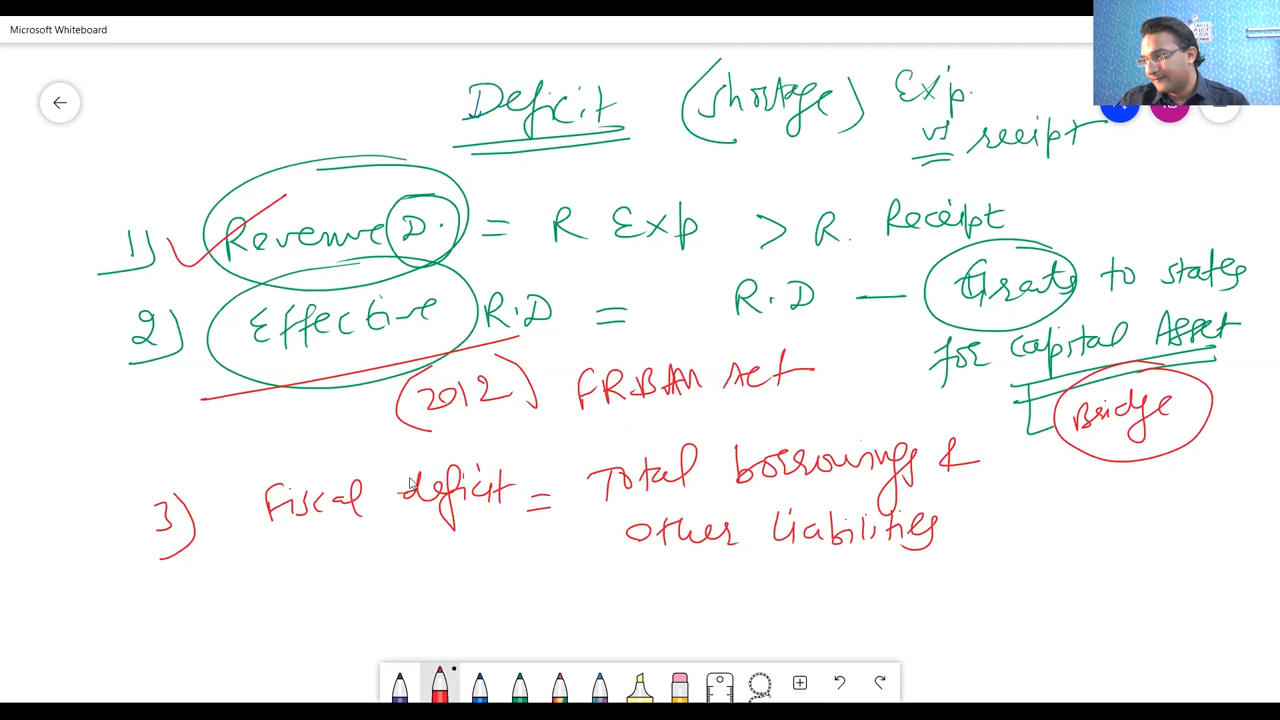 Microsoft Whiteboard
Deficit (shortage) Exp.
vs receipt
1) Revenue D. = R Exp > R. Receipt
2) Effective R.D = R.D — Grants to states
for Capital Asset
(2012) FRBM Act
Bridge
3) Fiscal deficit = Total borrowings &
other liabilities